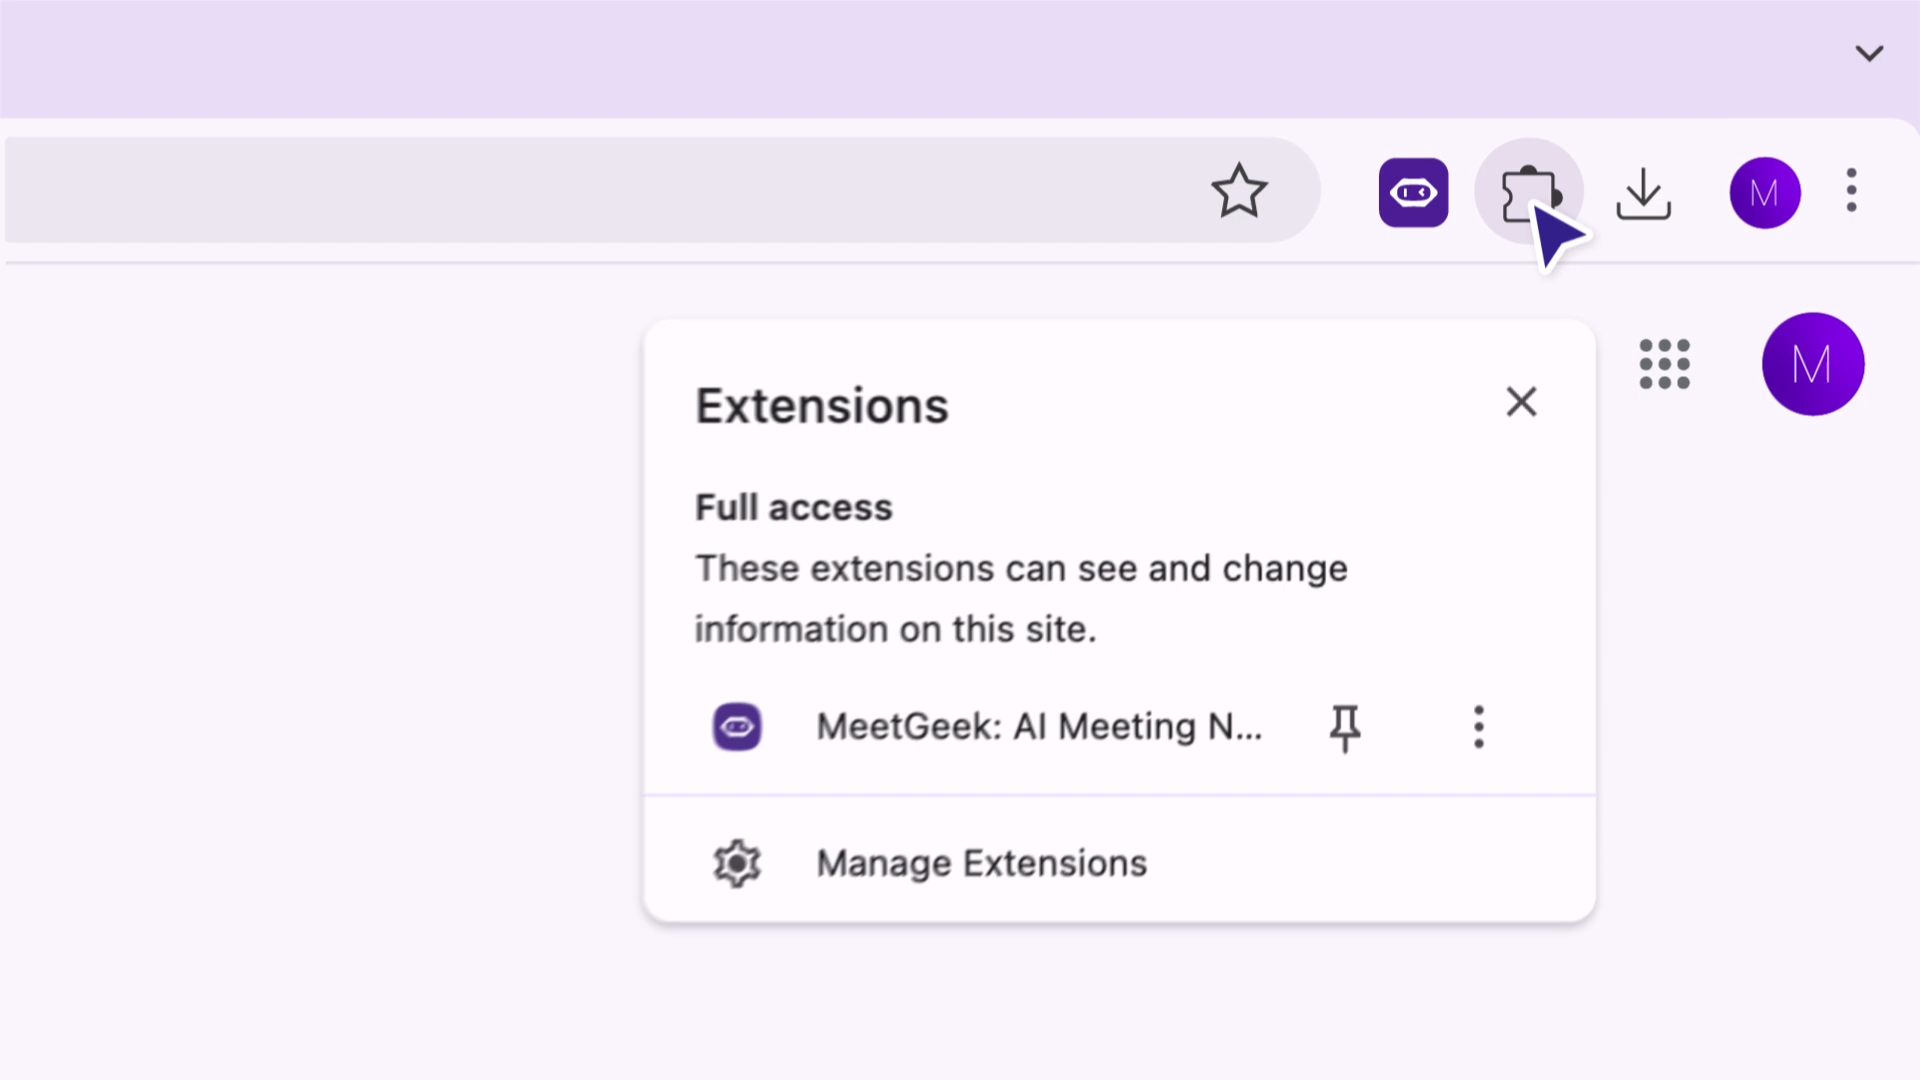 M
M
Extensions
Full access
These extensions can see and change
information on this site.
MeetGeek: AI Meeting N...
Manage Extensions